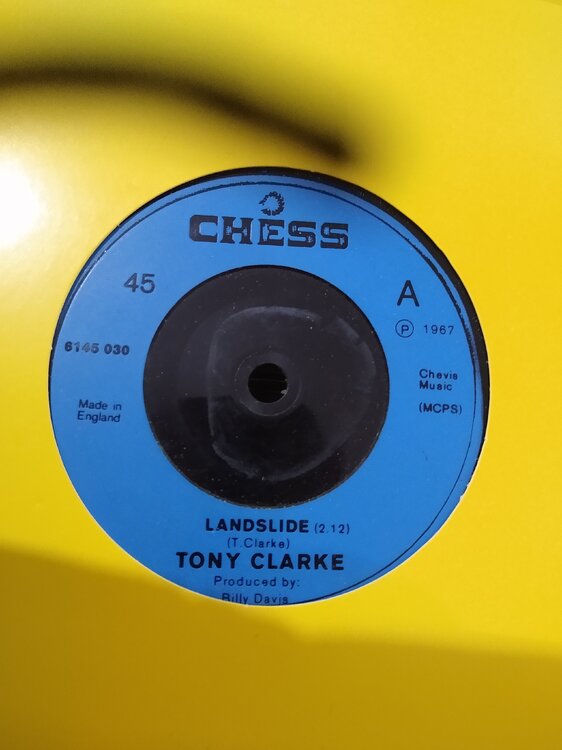 CHESS
45
A
Ⓟ 1967
6145 030
Chevis
Music
(MCPS)
Made in
England
LANDSLIDE (2.12)
(T. Clarke)
TONY CLARKE
Produced by:
Billy Davis